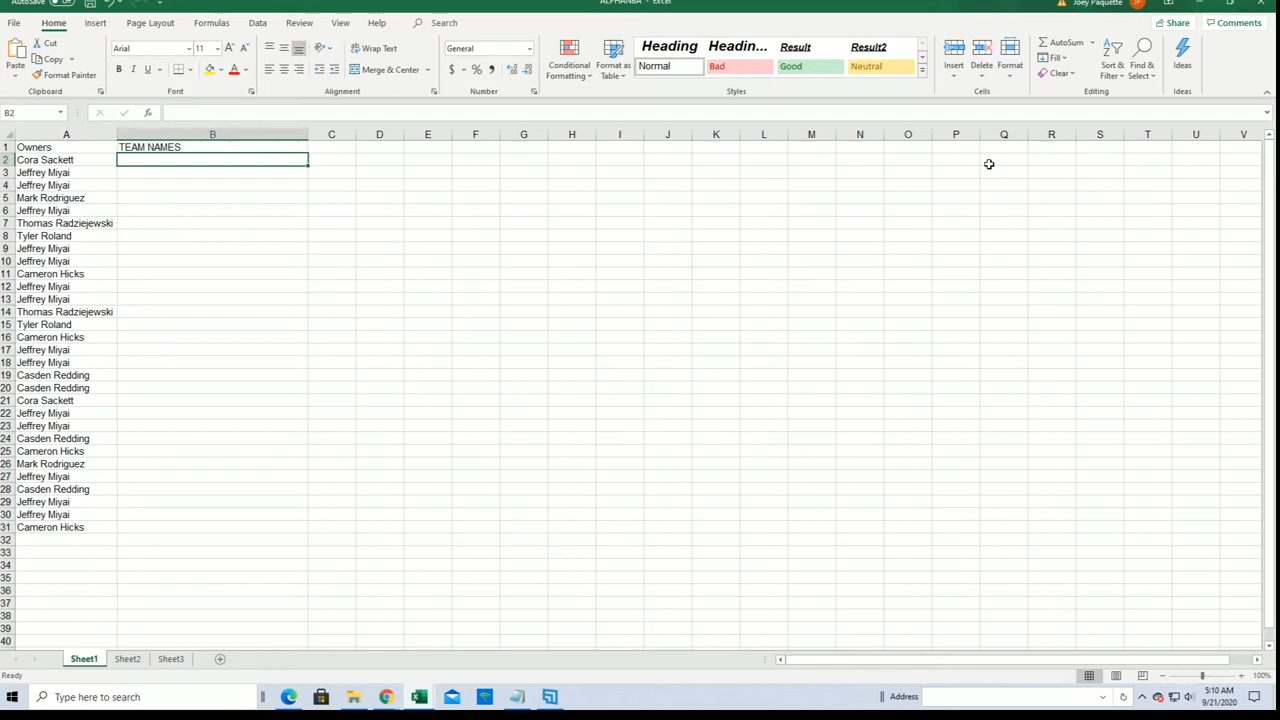 AutoSave ALPHANBA - Excel Joey Paquette JP
File Home Insert Page Layout Formulas Data Review View Help Search Share Comments
Paste Cut Copy Format Painter Clipboard
Arial 11 A A B I U A Font
Wrap Text Merge & Center Alignment
General $ % Number
Conditional Formatting Format as Table Heading Headin... Result Result2 Normal Bad Good Neutral Styles
Insert Delete Format Cells
AutoSum Fill Clear Sort & Filter Find & Select Editing
Ideas Ideas
B2 fx
A B C D E F G H I J K L M N O P Q R S T U V
1 Owners TEAM NAMES
2 Cora Sackett
3 Jeffrey Miyai
4 Jeffrey Miyai
5 Mark Rodriguez
6 Jeffrey Miyai
7 Thomas Radziejewski
8 Tyler Roland
9 Jeffrey Miyai
10 Jeffrey Miyai
11 Cameron Hicks
12 Jeffrey Miyai
13 Jeffrey Miyai
14 Thomas Radziejewski
15 Tyler Roland
16 Cameron Hicks
17 Jeffrey Miyai
18 Jeffrey Miyai
19 Casden Redding
20 Casden Redding
21 Cora Sackett
22 Jeffrey Miyai
23 Jeffrey Miyai
24 Casden Redding
25 Cameron Hicks
26 Mark Rodriguez
27 Jeffrey Miyai
28 Casden Redding
29 Jeffrey Miyai
30 Jeffrey Miyai
31 Cameron Hicks
32
33
34
35
36
37
38
39
40
Sheet1 Sheet2 Sheet3
Ready 100%
Type here to search Address 5:10 AM
9/21/2020